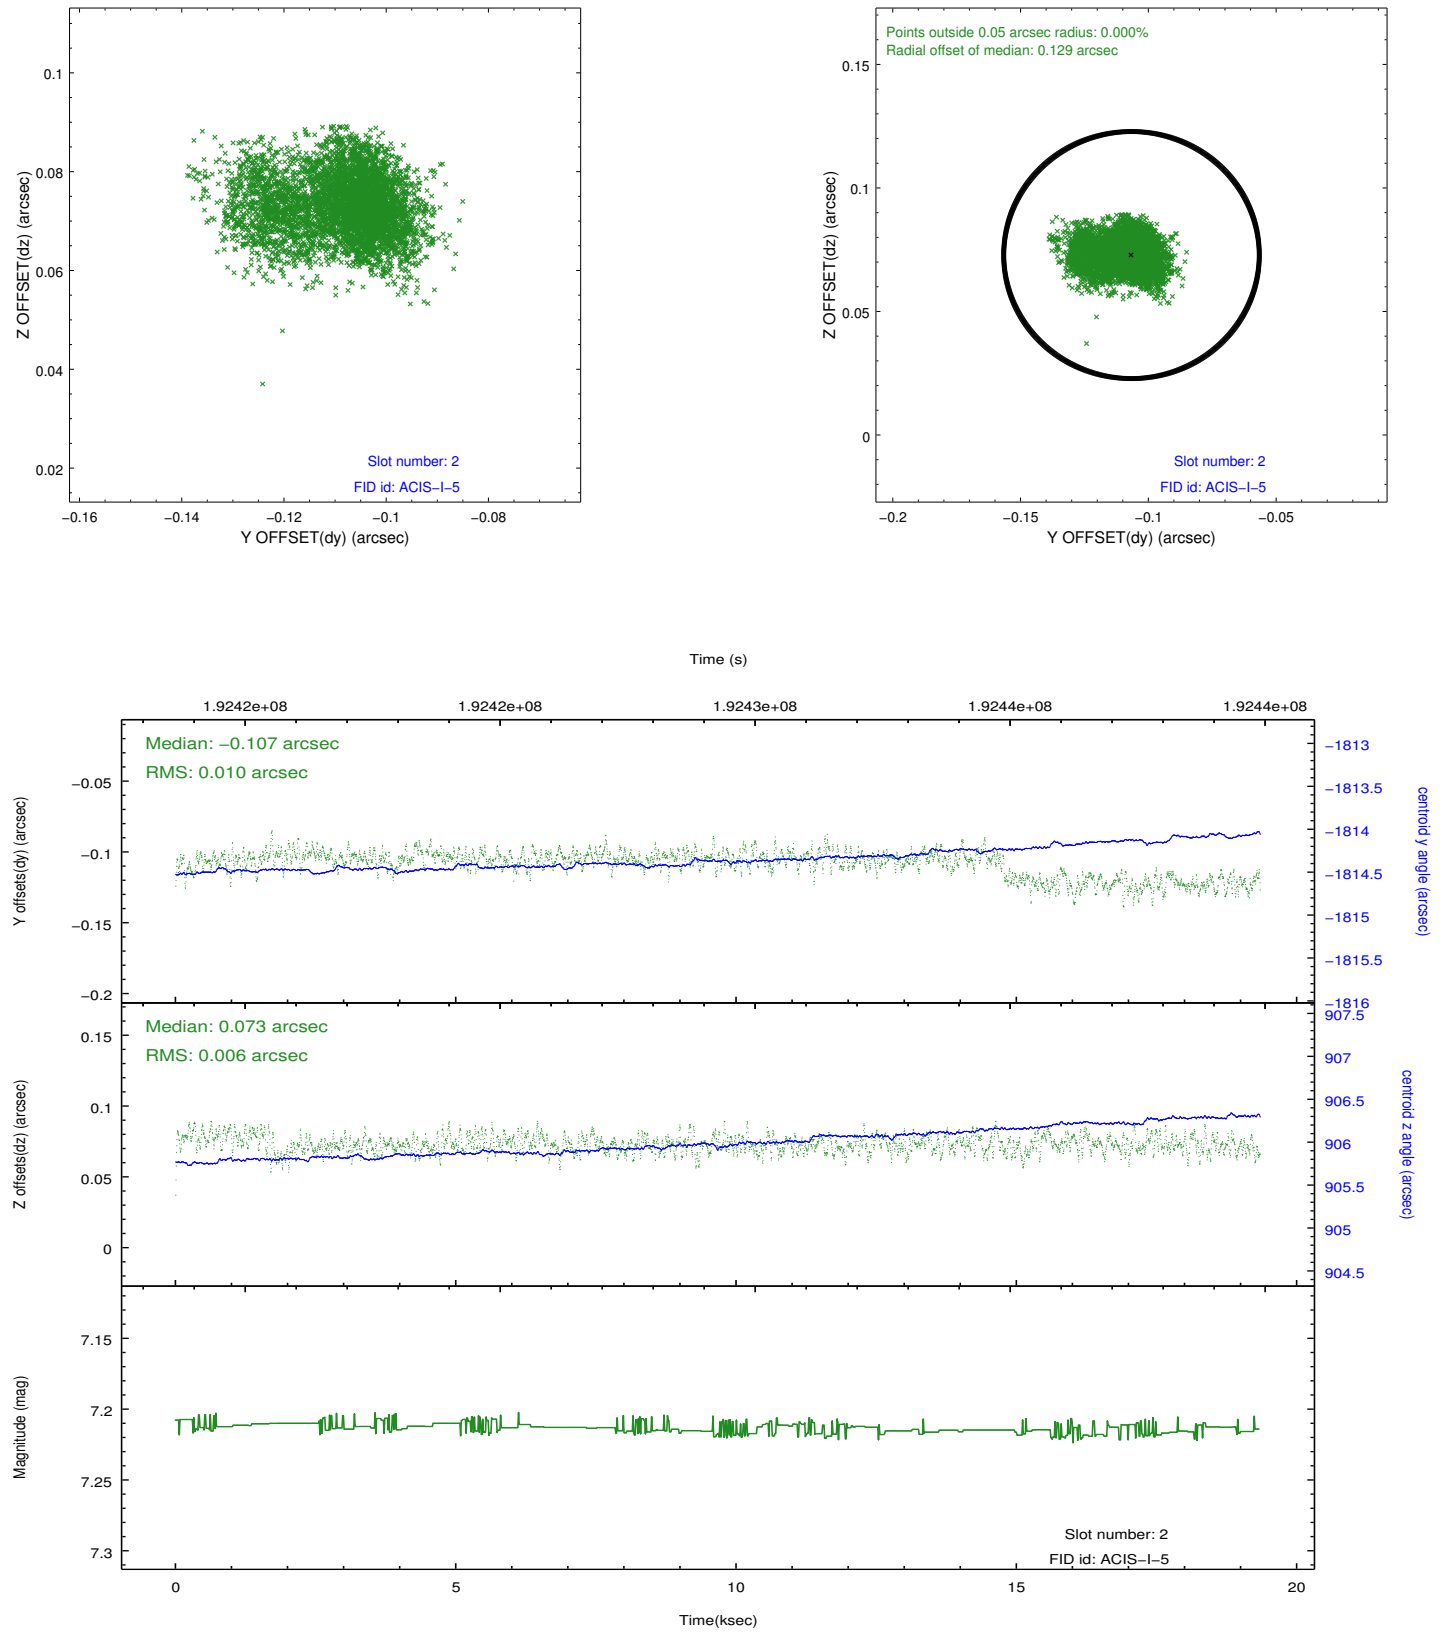 0.1
0.08
0.06
0.04
0.02
Z OFFSET(dz) (arcsec)
Slot number: 2
FID id: ACIS−I−5
−0.16
−0.14
−0.12
−0.1
−0.08
Y OFFSET(dy) (arcsec)
Points outside 0.05 arcsec radius: 0.000%
Radial offset of median: 0.129 arcsec
0.15
0.1
0.05
0
Z OFFSET(dz) (arcsec)
Slot number: 2
FID id: ACIS−I−5
−0.2
−0.15
−0.1
−0.05
Y OFFSET(dy) (arcsec)
Time (s)
1.9242e+08
1.9242e+08
1.9243e+08
1.9244e+08
1.9244e+08
Median: −0.107 arcsec
RMS: 0.010 arcsec
−0.05
−0.1
−0.15
−0.2
Y offsets(dy) (arcsec)
−1813
−1813.5
−1814
−1814.5
−1815
−1815.5
−1816
centroid y angle (arcsec)
Median: 0.073 arcsec
RMS: 0.006 arcsec
0.15
0.1
0.05
0
Z offsets(dz) (arcsec)
907.5
907
906.5
906
905.5
905
904.5
centroid z angle (arcsec)
7.15
7.2
7.25
7.3
Magnitude (mag)
Slot number: 2
FID id: ACIS−I−5
0
5
10
15
20
Time(ksec)